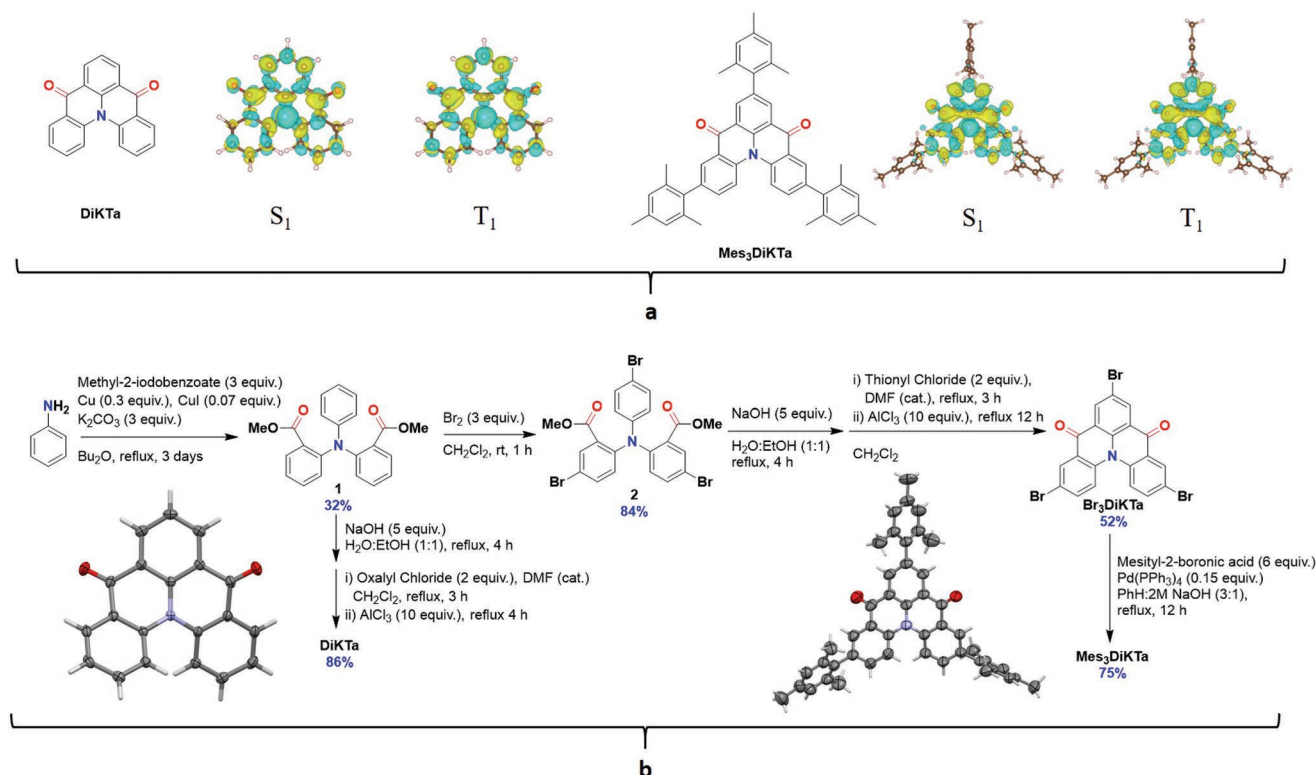 O
O
N
DiKTa
S1
T1
O
O
N
Mes3DiKTa
S1
T1
a
NH2
Methyl-2-iodobenzoate (3 equiv.)
Cu (0.3 equiv.), CuI (0.07 equiv.)
K2CO3 (3 equiv.)
Bu2O, reflux, 3 days
O
O
MeO
OMe
N
1
32%
Br2 (3 equiv.)
CH2Cl2, rt, 1 h
Br
O
O
MeO
OMe
N
Br
Br
2
84%
NaOH (5 equiv.)
H2O:EtOH (1:1)
reflux, 4 h
i) Thionyl Chloride (2 equiv.),
DMF (cat.), reflux, 3 h
ii) AlCl3 (10 equiv.), reflux 12 h
CH2Cl2
Br
O
O
N
Br
Br
Br3DiKTa
52%
NaOH (5 equiv.)
H2O:EtOH (1:1), reflux, 4 h
i) Oxalyl Chloride (2 equiv.), DMF (cat.)
CH2Cl2, reflux, 3 h
ii) AlCl3 (10 equiv.), reflux 4 h
DiKTa
86%
Mesityl-2-boronic acid (6 equiv.)
Pd(PPh3)4 (0.15 equiv.)
PhH:2M NaOH (3:1),
reflux, 12 h
Mes3DiKTa
75%
b